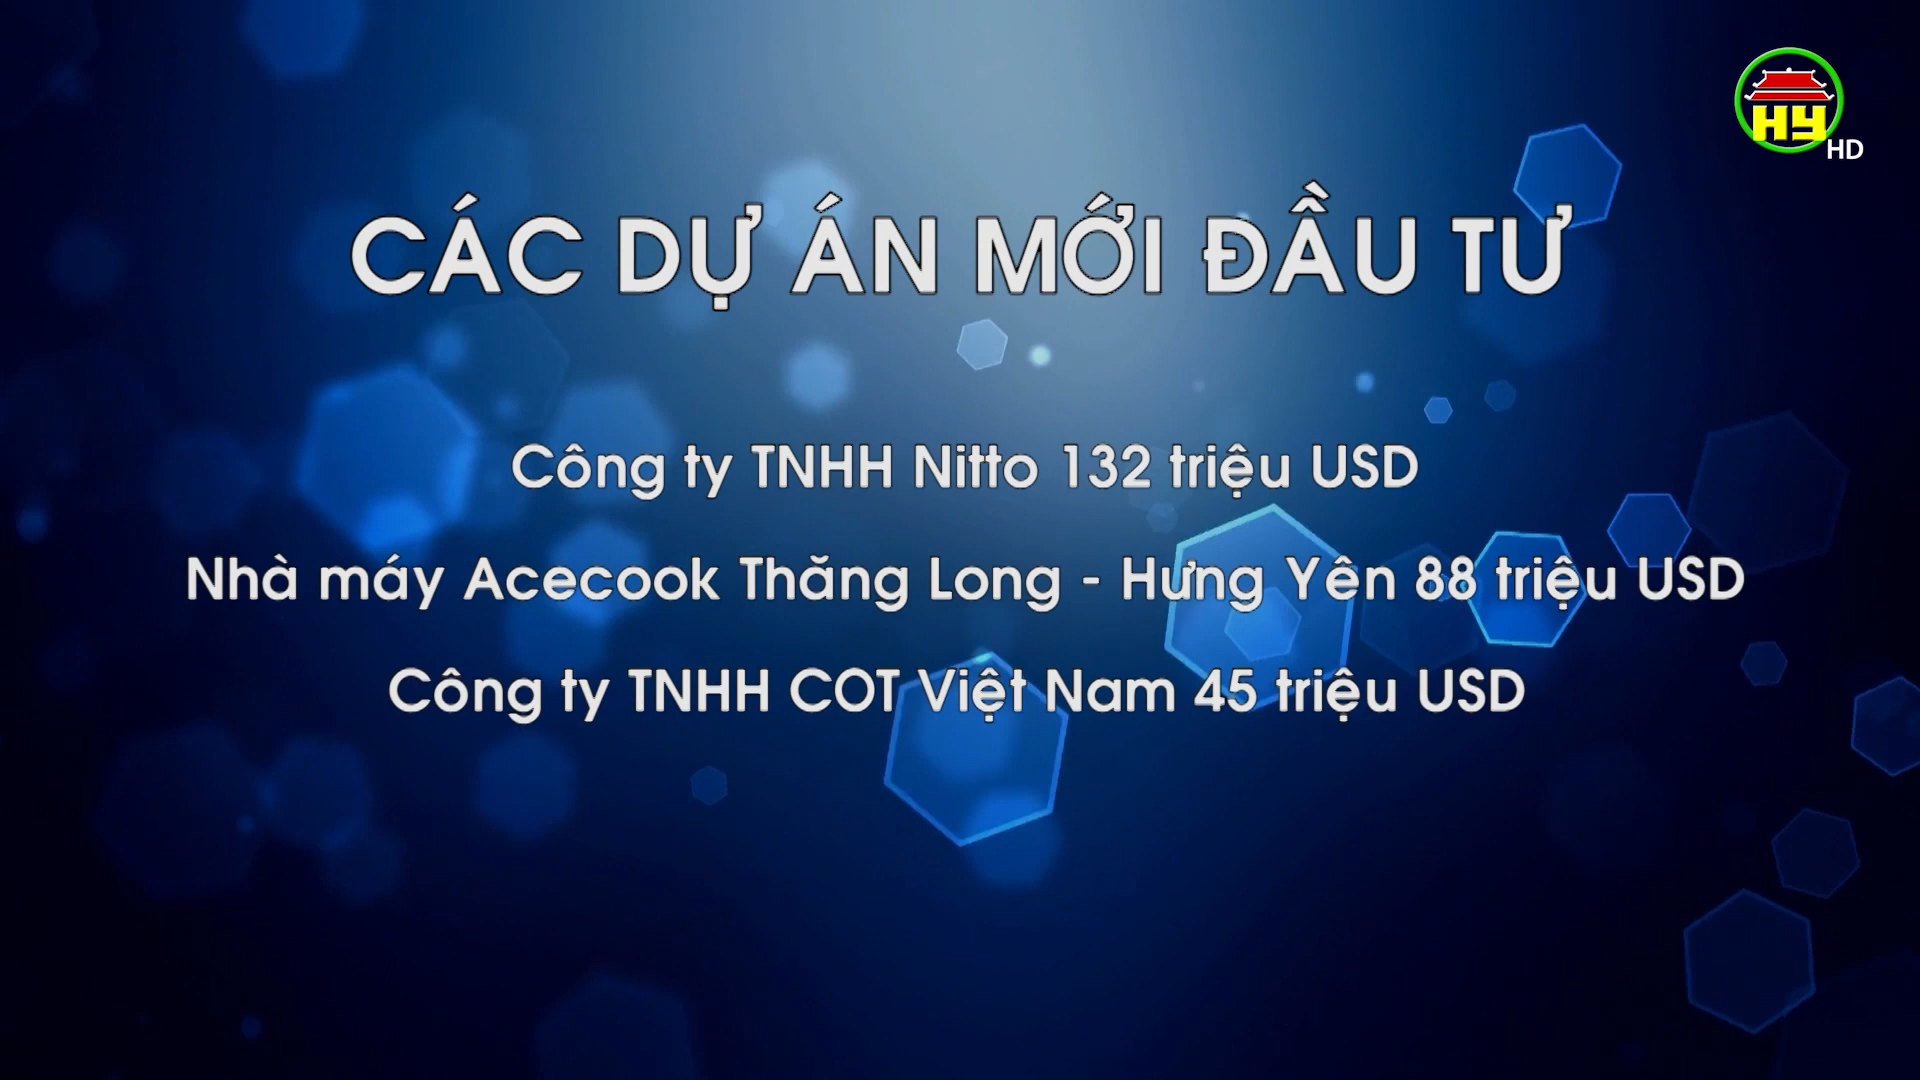 HY HD
CÁC DỰ ÁN MỚI ĐẦU TƯ
Công ty TNHH Nitto 132 triệu USD
Nhà máy Acecook Thăng Long - Hưng Yên 88 triệu USD
Công ty TNHH COT Việt Nam 45 triệu USD